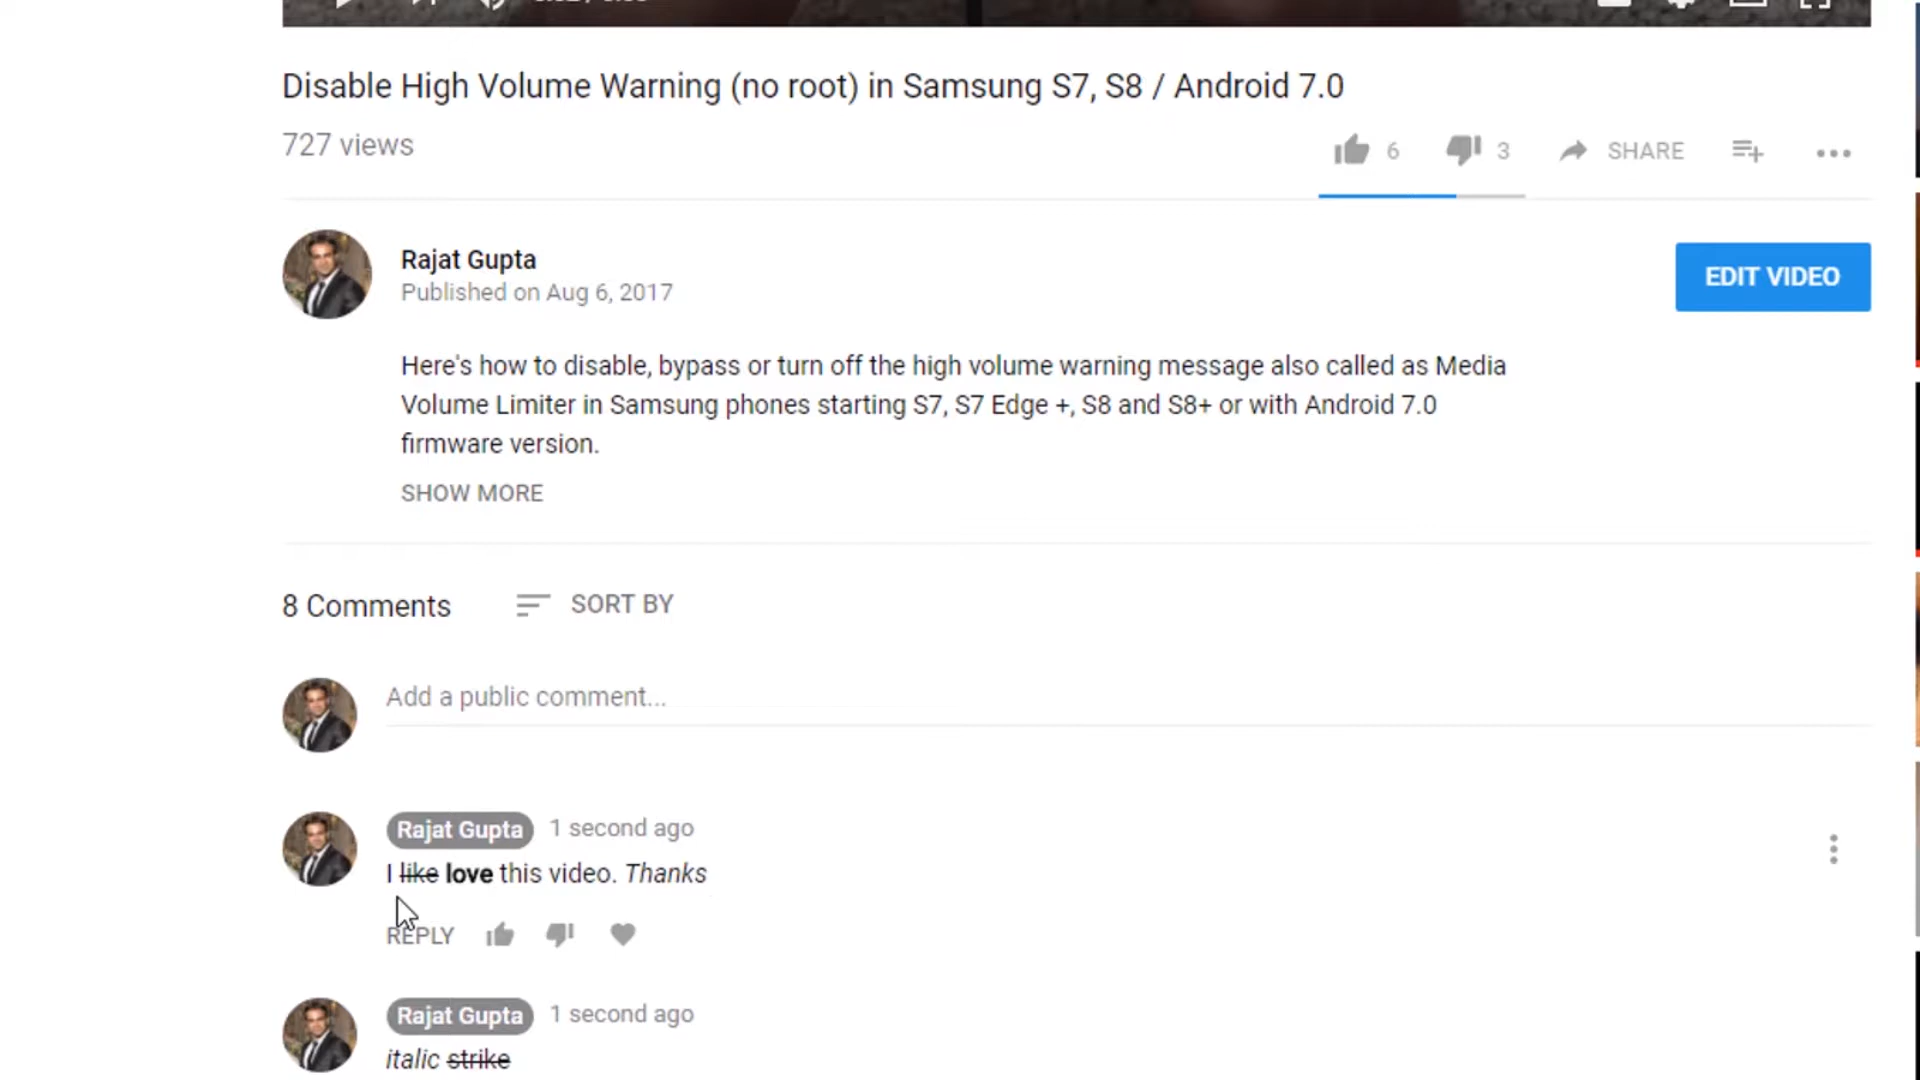 Disable High Volume Warning (no root) in Samsung S7, S8 / Android 7.0
727 views
6
3
SHARE
Rajat Gupta
Published on Aug 6, 2017
EDIT VIDEO
Here's how to disable, bypass or turn off the high volume warning message also called as Media
Volume Limiter in Samsung phones starting S7, S7 Edge +, S8 and S8+ or with Android 7.0
firmware version.
SHOW MORE
8 Comments
SORT BY
Add a public comment...
Rajat Gupta 1 second ago
I like love this video. Thanks
REPLY
Rajat Gupta 1 second ago
italic strike